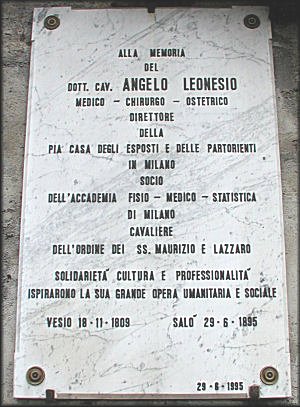 ALLA MEMORIA
DEL
DOTT. CAV. ANGELO LEONESIO
MEDICO - CHIRURGO - OSTETRICO
DIRETTORE
DELLA
PIA CASA DEGLI ESPOSTI E DELLE PARTORIENTI
IN MILANO
SOCIO
DELL'ACCADEMIA FISIO - MEDICO - STATISTICA
DI MILANO
CAVALIERE
DELL'ORDINE DEI SS. MAURIZIO E LAZZARO
SOLIDARIETÀ CULTURA E PROFESSIONALITÀ
ISPIRARONO LA SUA GRANDE OPERA UMANITARIA E SOCIALE
VESIO 18-11-1809 SALÒ 29-6-1895
29-6-1995